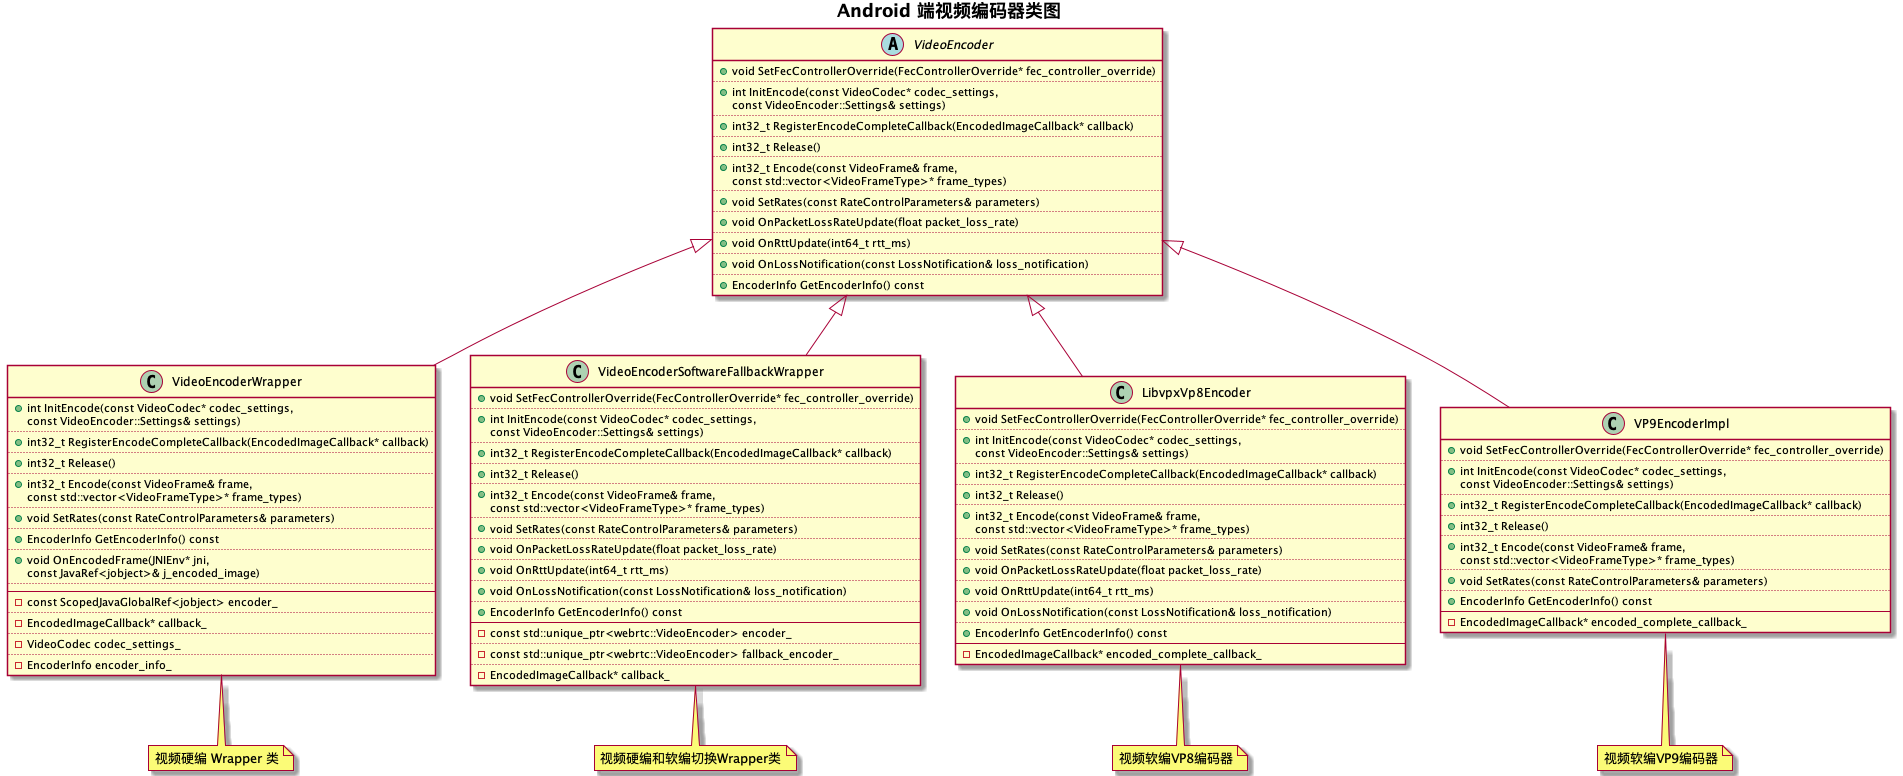 Android 端视频编码器类图
A VideoEncoder
void SetFecControllerOverride(FecControllerOverride* fec_controller_override)
int InitEncode(const VideoCodec* codec_settings,
const VideoEncoder::Settings& settings)
int32_t RegisterEncodeCompleteCallback(EncodedImageCallback* callback)
int32_t Release()
int32_t Encode(const VideoFrame& frame,
const std::vector<VideoFrameType>* frame_types)
void SetRates(const RateControlParameters& parameters)
void OnPacketLossRateUpdate(float packet_loss_rate)
void OnRttUpdate(int64_t rtt_ms)
void OnLossNotification(const LossNotification& loss_notification)
EncoderInfo GetEncoderInfo() const
C VideoEncoderWrapper
int InitEncode(const VideoCodec* codec_settings,
const VideoEncoder::Settings& settings)
int32_t RegisterEncodeCompleteCallback(EncodedImageCallback* callback)
int32_t Release()
int32_t Encode(const VideoFrame& frame,
const std::vector<VideoFrameType>* frame_types)
void SetRates(const RateControlParameters& parameters)
EncoderInfo GetEncoderInfo() const
void OnEncodedFrame(JNIEnv* jni,
const JavaRef<jobject>& j_encoded_image)
const ScopedJavaGlobalRef<jobject> encoder_
EncodedImageCallback* callback_
VideoCodec codec_settings_
EncoderInfo encoder_info_
视频硬编 Wrapper 类
C VideoEncoderSoftwareFallbackWrapper
void SetFecControllerOverride(FecControllerOverride* fec_controller_override)
int InitEncode(const VideoCodec* codec_settings,
const VideoEncoder::Settings& settings)
int32_t RegisterEncodeCompleteCallback(EncodedImageCallback* callback)
int32_t Release()
int32_t Encode(const VideoFrame& frame,
const std::vector<VideoFrameType>* frame_types)
void SetRates(const RateControlParameters& parameters)
void OnPacketLossRateUpdate(float packet_loss_rate)
void OnRttUpdate(int64_t rtt_ms)
void OnLossNotification(const LossNotification& loss_notification)
EncoderInfo GetEncoderInfo() const
const std::unique_ptr<webrtc::VideoEncoder> encoder_
const std::unique_ptr<webrtc::VideoEncoder> fallback_encoder_
EncodedImageCallback* callback_
视频硬编和软编切换Wrapper类
C LibvpxVp8Encoder
void SetFecControllerOverride(FecControllerOverride* fec_controller_override)
int InitEncode(const VideoCodec* codec_settings,
const VideoEncoder::Settings& settings)
int32_t RegisterEncodeCompleteCallback(EncodedImageCallback* callback)
int32_t Release()
int32_t Encode(const VideoFrame& frame,
const std::vector<VideoFrameType>* frame_types)
void SetRates(const RateControlParameters& parameters)
void OnPacketLossRateUpdate(float packet_loss_rate)
void OnRttUpdate(int64_t rtt_ms)
void OnLossNotification(const LossNotification& loss_notification)
EncoderInfo GetEncoderInfo() const
EncodedImageCallback* encoded_complete_callback_
视频软编VP8编码器
C VP9EncoderImpl
void SetFecControllerOverride(FecControllerOverride* fec_controller_override)
int InitEncode(const VideoCodec* codec_settings,
const VideoEncoder::Settings& settings)
int32_t RegisterEncodeCompleteCallback(EncodedImageCallback* callback)
int32_t Release()
int32_t Encode(const VideoFrame& frame,
const std::vector<VideoFrameType>* frame_types)
void SetRates(const RateControlParameters& parameters)
EncoderInfo GetEncoderInfo() const
EncodedImageCallback* encoded_complete_callback_
视频软编VP9编码器